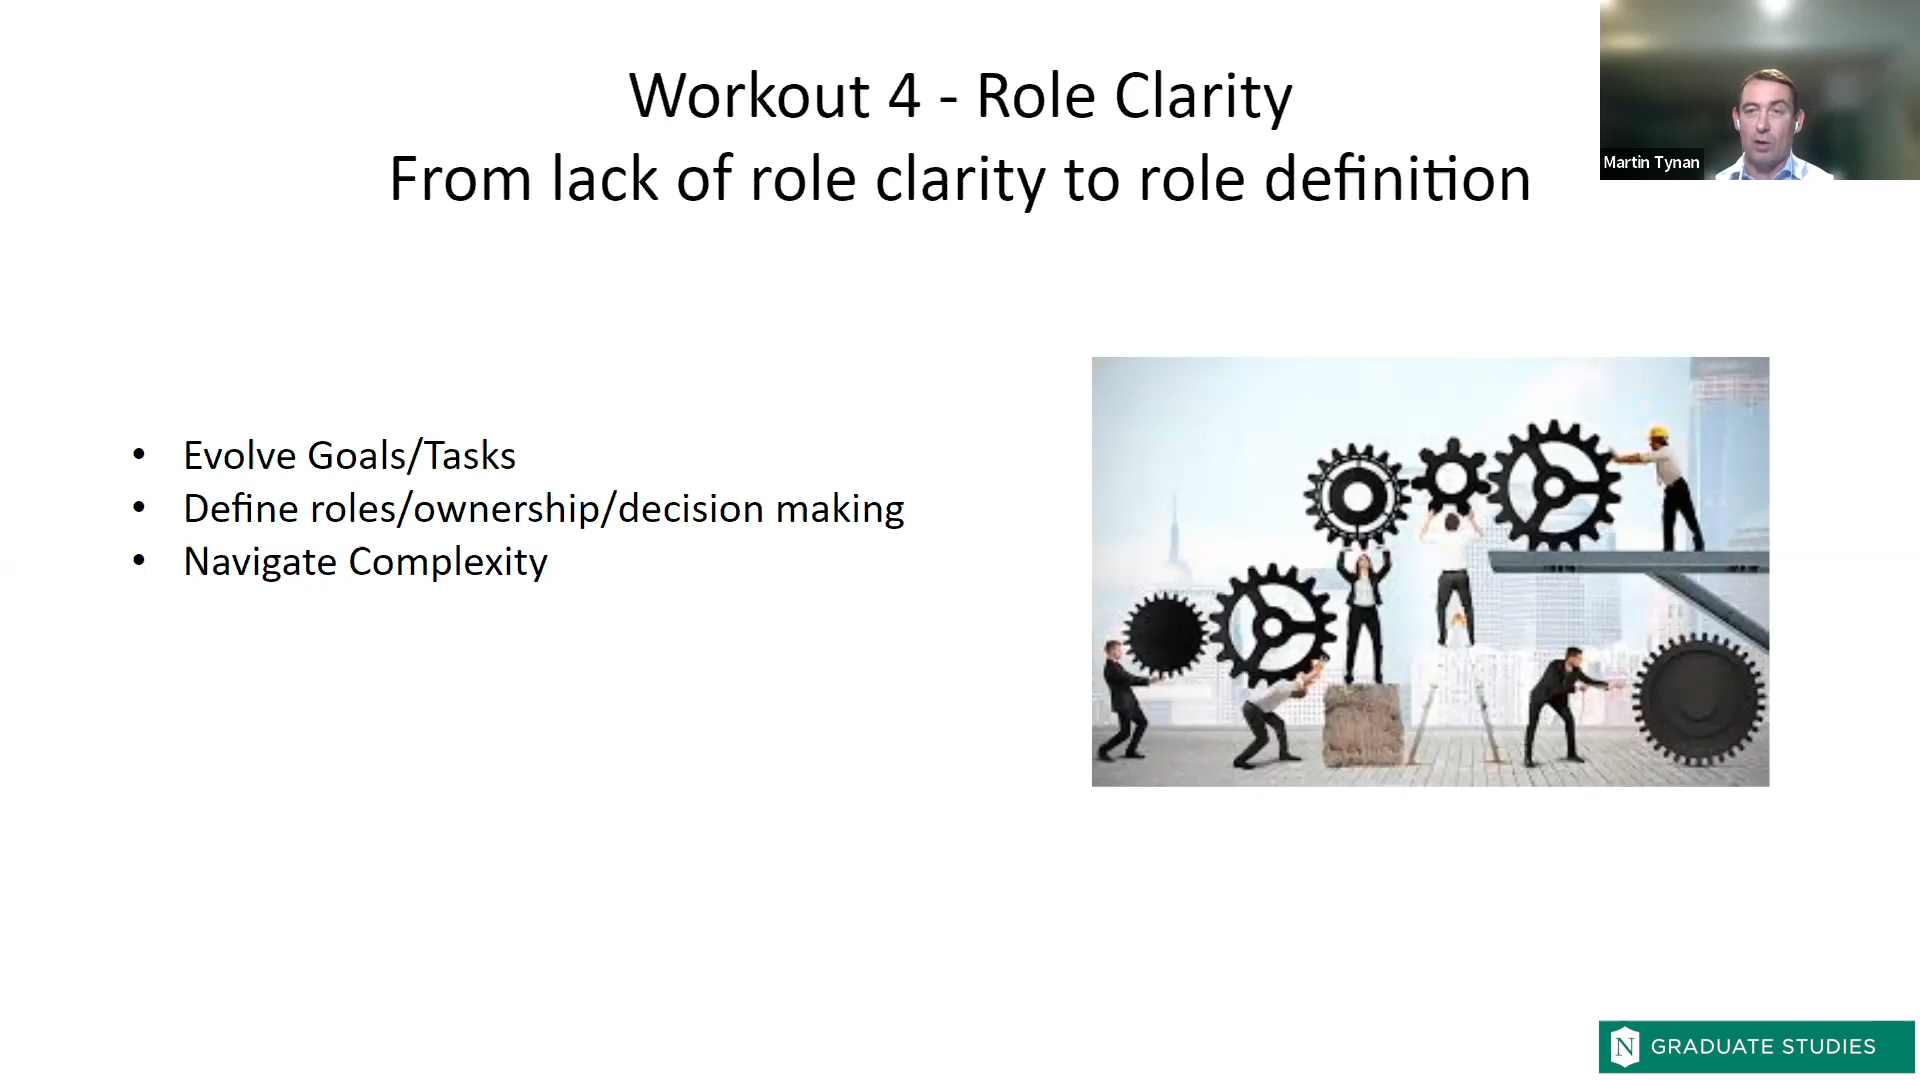 Workout 4 - Role Clarity
From lack of role clarity to role definition
Martin Tynan
• Evolve Goals/Tasks
• Define roles/ownership/decision making
• Navigate Complexity
N GRADUATE STUDIES